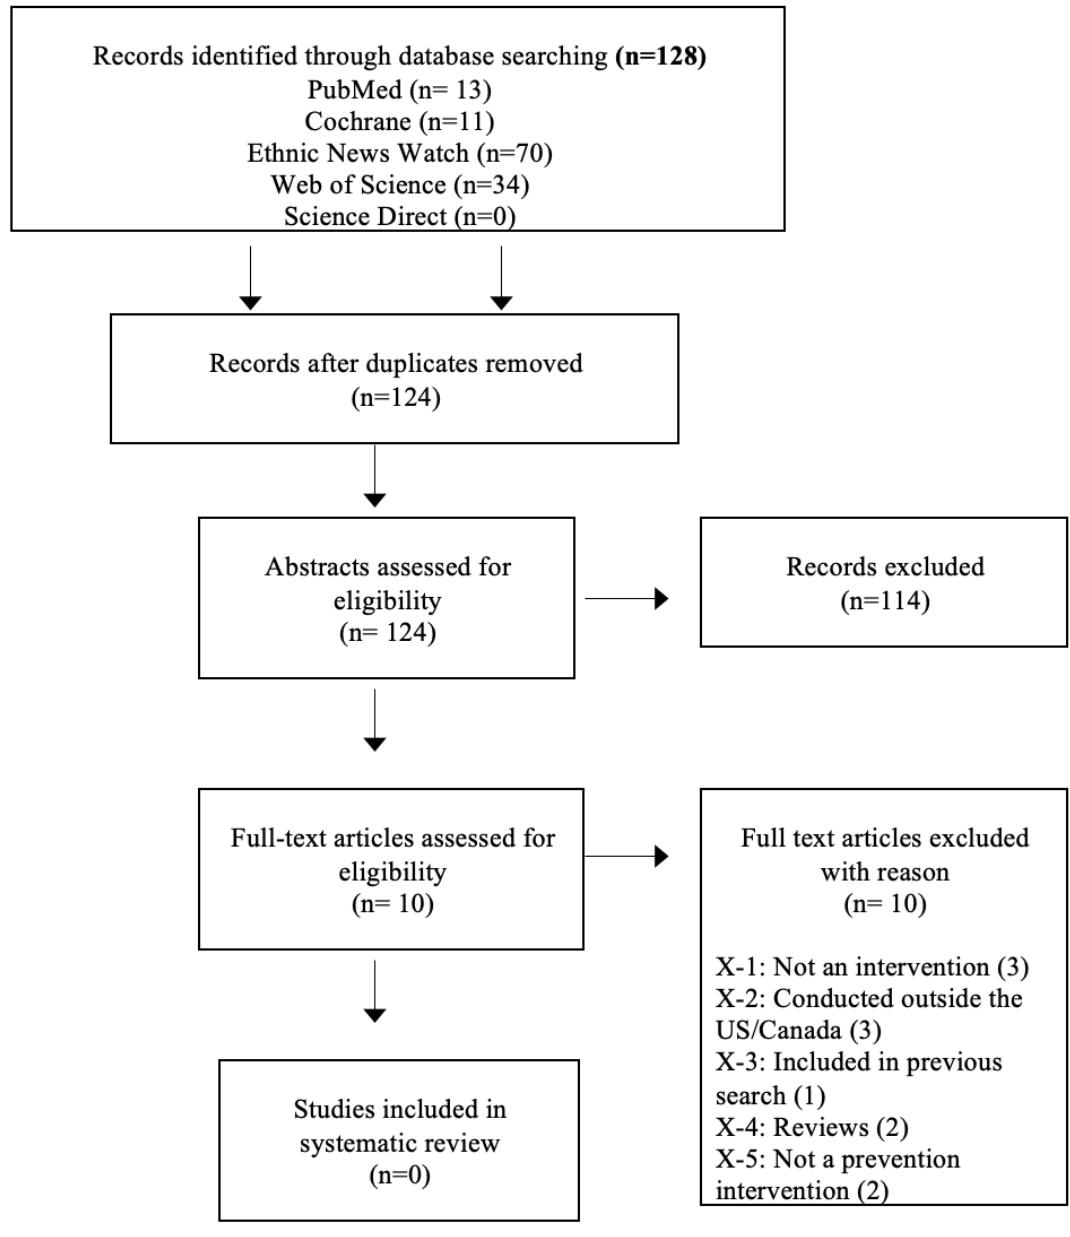 Records identified through database searching (n=128)
PubMed (n= 13)
Cochrane (n=11)
Ethnic News Watch (n=70)
Web of Science (n=34)
Science Direct (n=0)
Records after duplicates removed
(n=124)
Abstracts assessed for
eligibility
(n= 124)
Records excluded
(n=114)
Full-text articles assessed for
eligibility
(n= 10)
Full text articles excluded
with reason
(n= 10)
X-1: Not an intervention (3)
X-2: Conducted outside the
US/Canada (3)
X-3: Included in previous
search (1)
X-4: Reviews (2)
X-5: Not a prevention
intervention (2)
Studies included in
systematic review
(n=0)